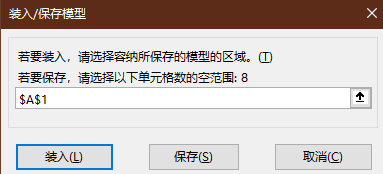 装入/保存模型
若要装入，请选择容纳所保存的模型的区域。(T)
若要保存，请选择以下单元格数的空范围: 8
$A$1
装入(L)
保存(S)
取消(C)